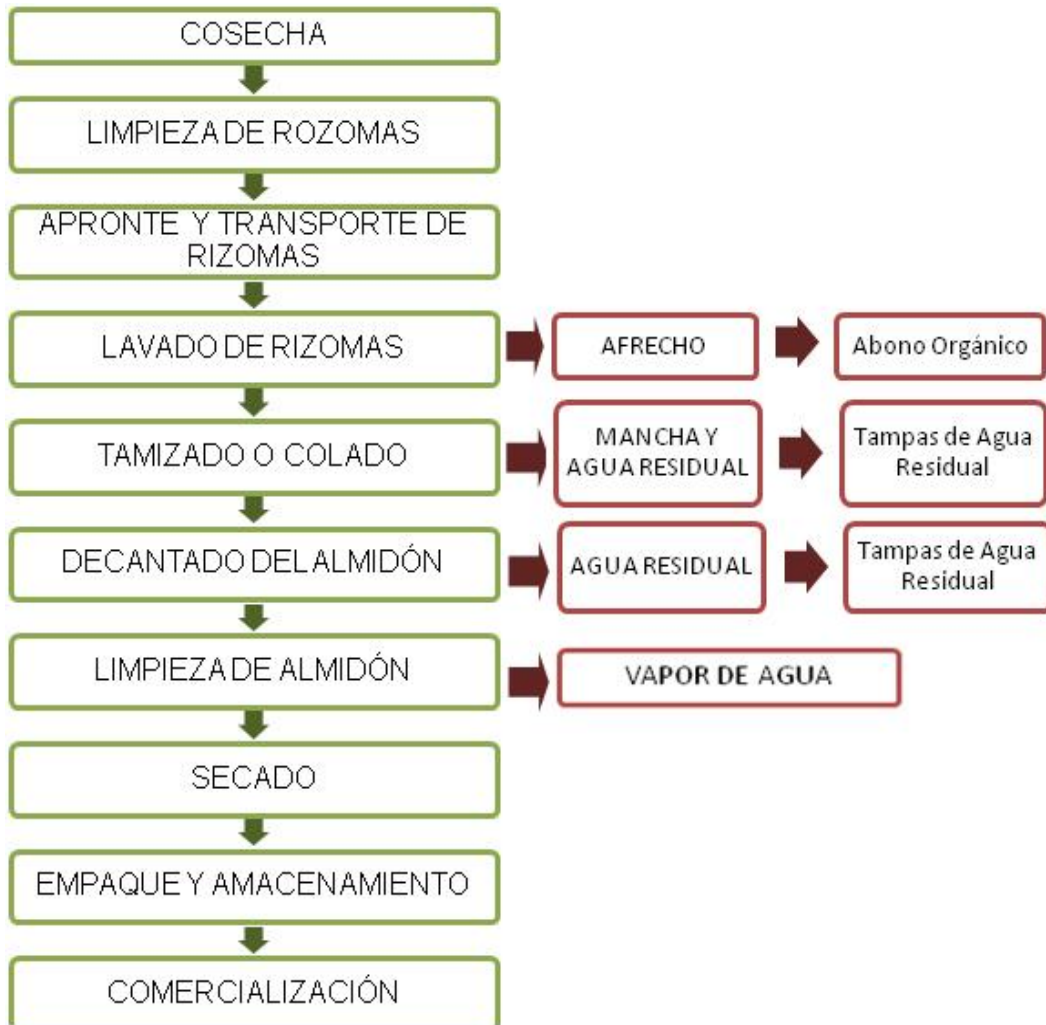 COSECHA
LIMPIEZA DE ROZOMAS
APRONTE Y TRANSPORTE DE
RIZOMAS
LAVADO DE RIZOMAS
AFRECHO
Abono Orgánico
TAMIZADO O COLADO
MANCHA Y
AGUA RESIDUAL
Tampas de Agua
Residual
DECANTADO DEL ALMIDÓN
AGUA RESIDUAL
Tampas de Agua
Residual
LIMPIEZA DE ALMIDÓN
VAPOR DE AGUA
SECADO
EMPAQUE Y AMACENAMIENTO
COMERCIALIZACIÓN